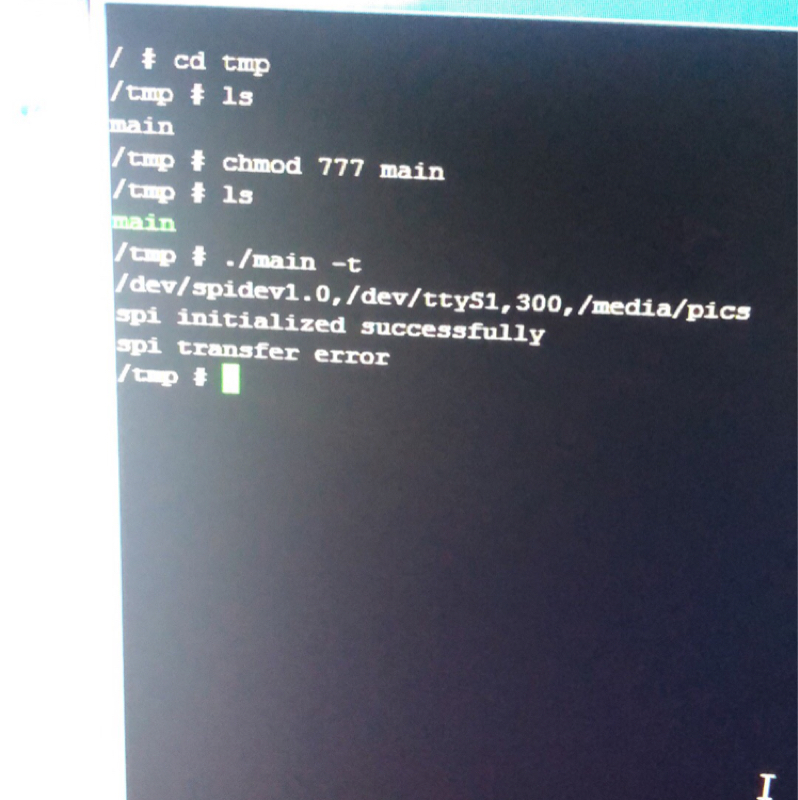 / # cd tmp
/tmp # ls
main
/tmp # chmod 777 main
/tmp # ls
main
/tmp # ./main -t
/dev/spidev1.0,/dev/ttyS1,300,/media/pics
spi initialized successfully
spi transfer error
/tmp #